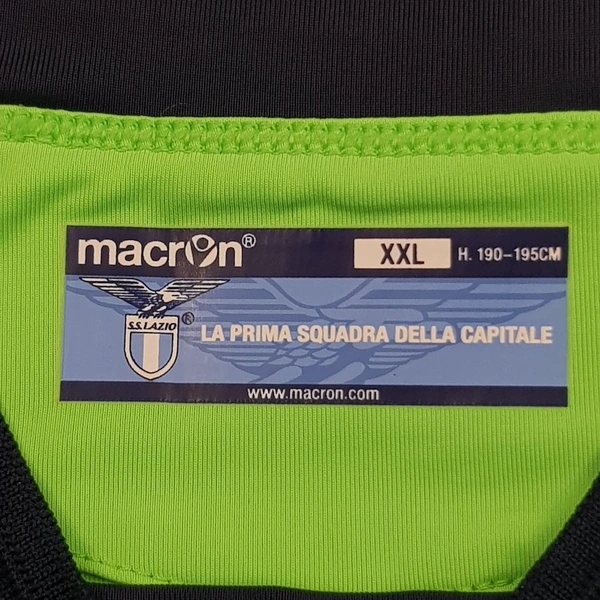 macron®
XXL H. 190-195CM
S.S.LAZIO ®
LA PRIMA SQUADRA DELLA CAPITALE
www.macron.com